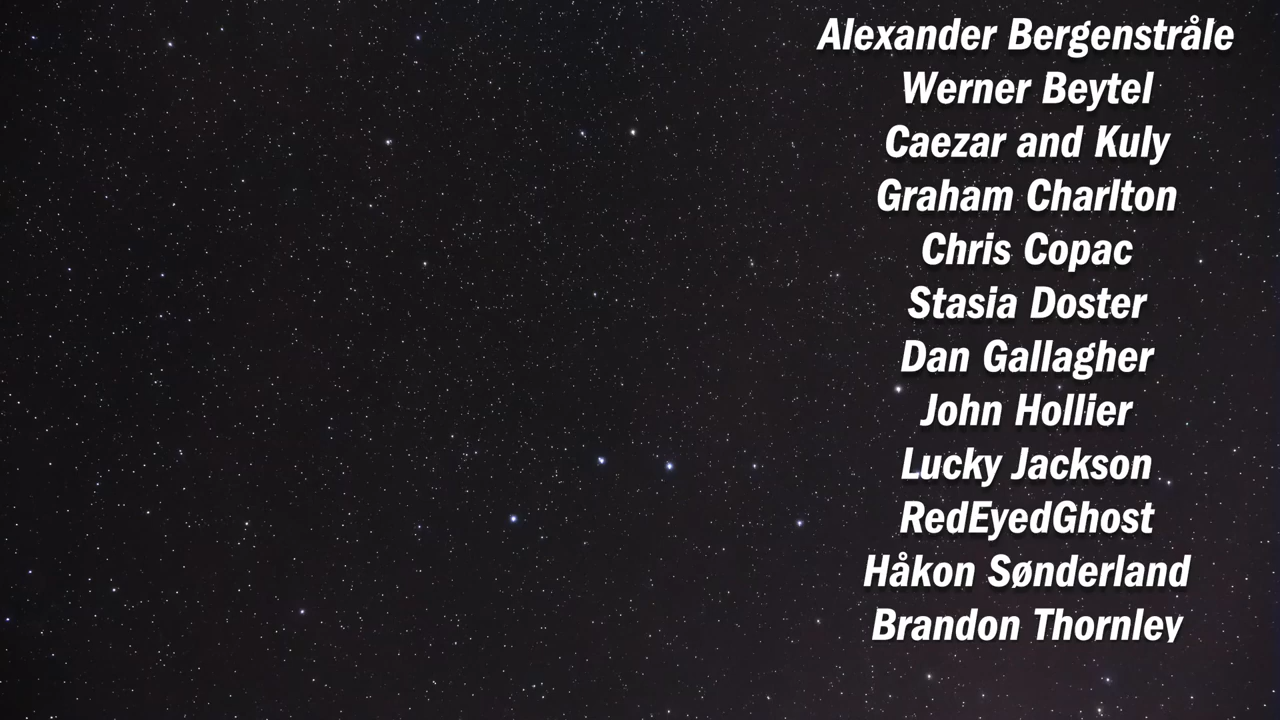 Alexander Bergenstråle
Werner Beytel
Caezar and Kuly
Graham Charlton
Chris Copac
Stasia Doster
Dan Gallagher
John Hollier
Lucky Jackson
RedEyedGhost
Håkon Sønderland
Brandon Thornley